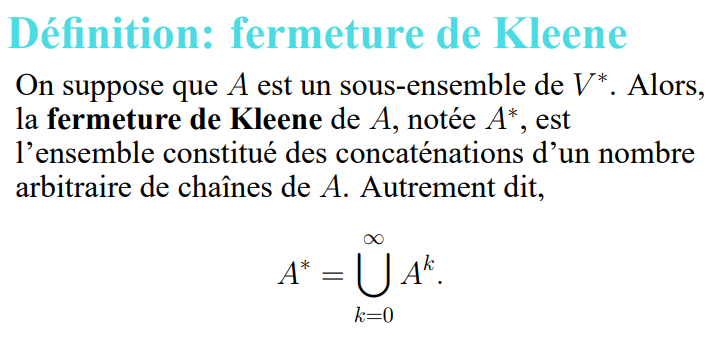 Définition: fermeture de Kleene
On suppose que A est un sous-ensemble de V*. Alors,
la fermeture de Kleene de A, notée A*, est
l'ensemble constitué des concaténations d'un nombre
arbitraire de chaînes de A. Autrement dit,
∞
A* = ⋃ Aᵏ.
k=0